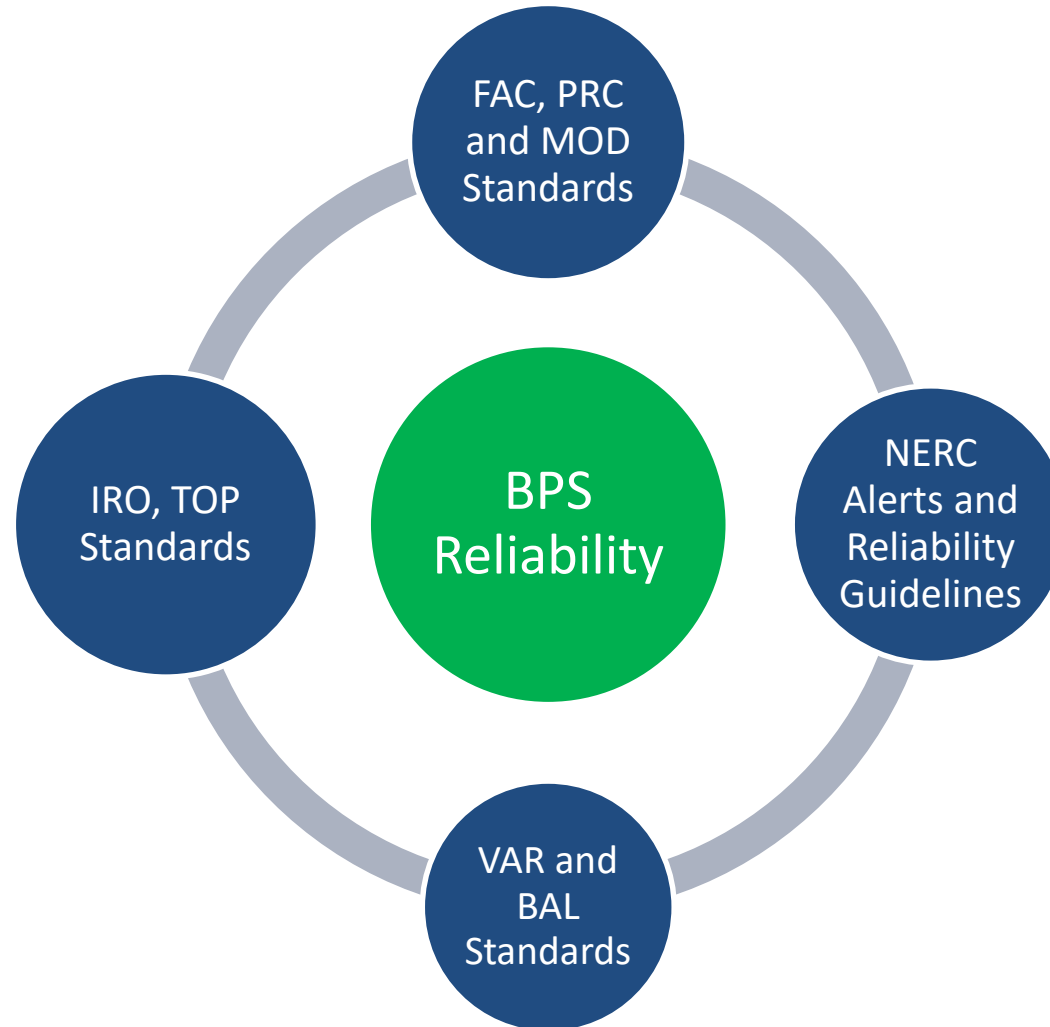 FAC, PRC
and MOD
Standards
IRO, TOP
Standards
BPS
Reliability
NERC
Alerts and
Reliability
Guidelines
VAR and
BAL
Standards